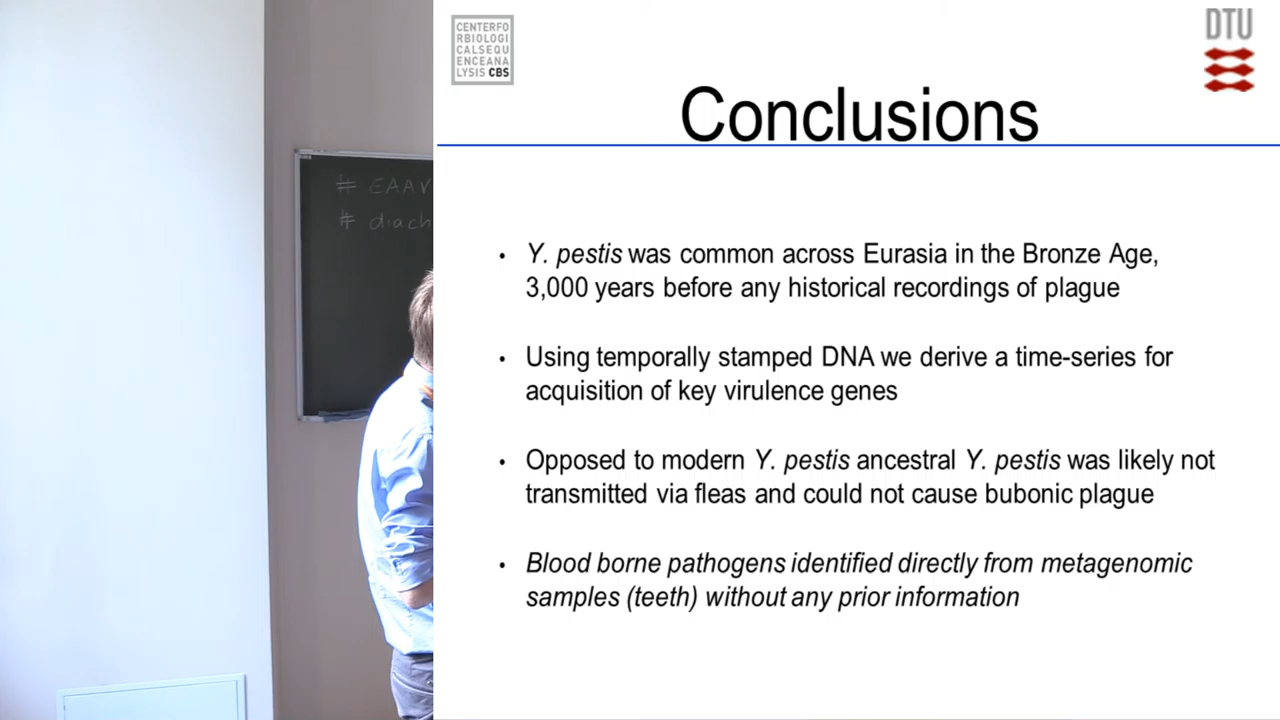 CENTERFO
RBIOLOGI
CALSEQU
ENCEANA
LYSIS CBS
DTU
Conclusions
# EAAV
# diach
• Y. pestis was common across Eurasia in the Bronze Age,
3,000 years before any historical recordings of plague
• Using temporally stamped DNA we derive a time-series for
acquisition of key virulence genes
• Opposed to modern Y. pestis ancestral Y. pestis was likely not
transmitted via fleas and could not cause bubonic plague
• Blood borne pathogens identified directly from metagenomic
samples (teeth) without any prior information